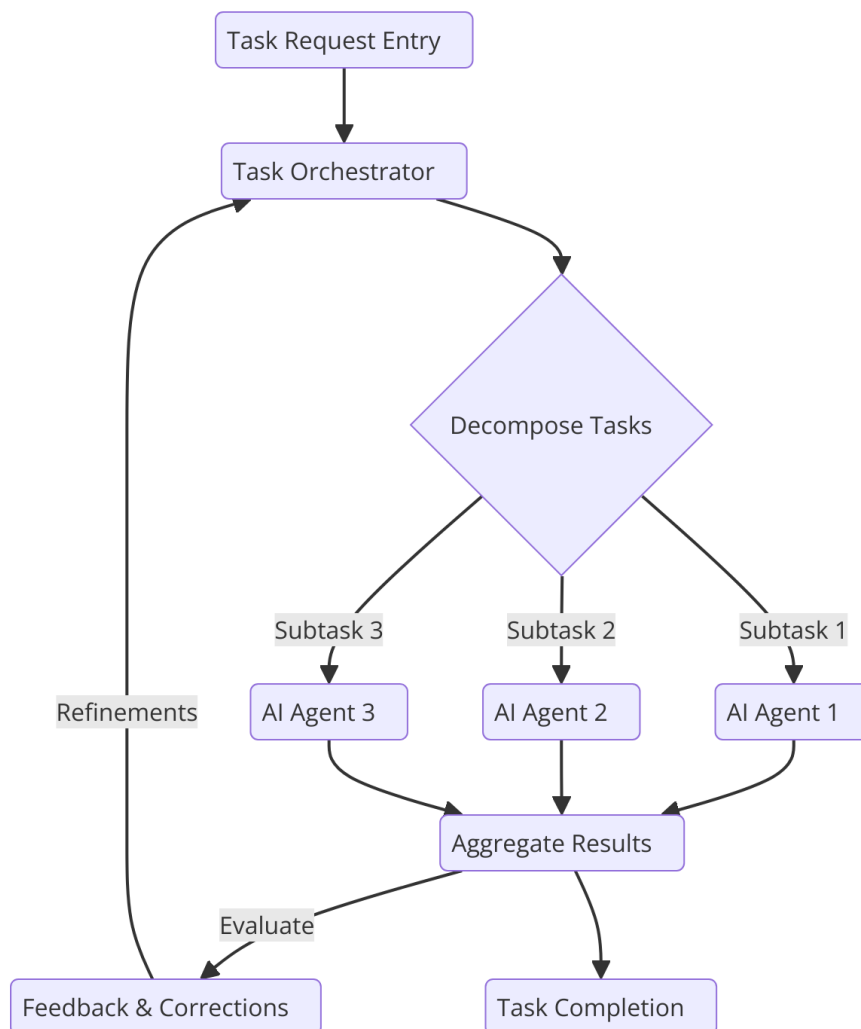 Task Request Entry
Task Orchestrator
Decompose Tasks
Subtask 3
Subtask 2
Subtask 1
Refinements
AI Agent 3
AI Agent 2
AI Agent 1
Aggregate Results
Evaluate
Feedback & Corrections
Task Completion